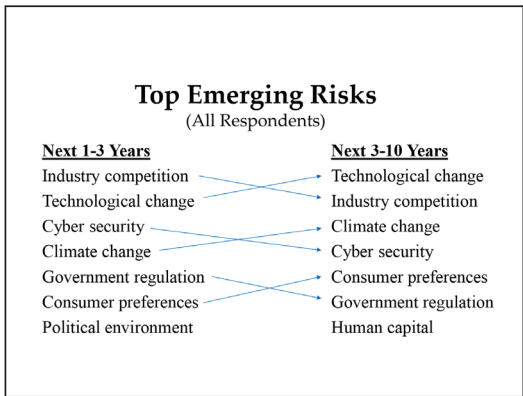 Top Emerging Risks
(All Respondents)
Next 1-3 Years
Industry competition
Technological change
Cyber security
Climate change
Government regulation
Consumer preferences
Political environment
Next 3-10 Years
Technological change
Industry competition
Climate change
Cyber security
Consumer preferences
Government regulation
Human capital